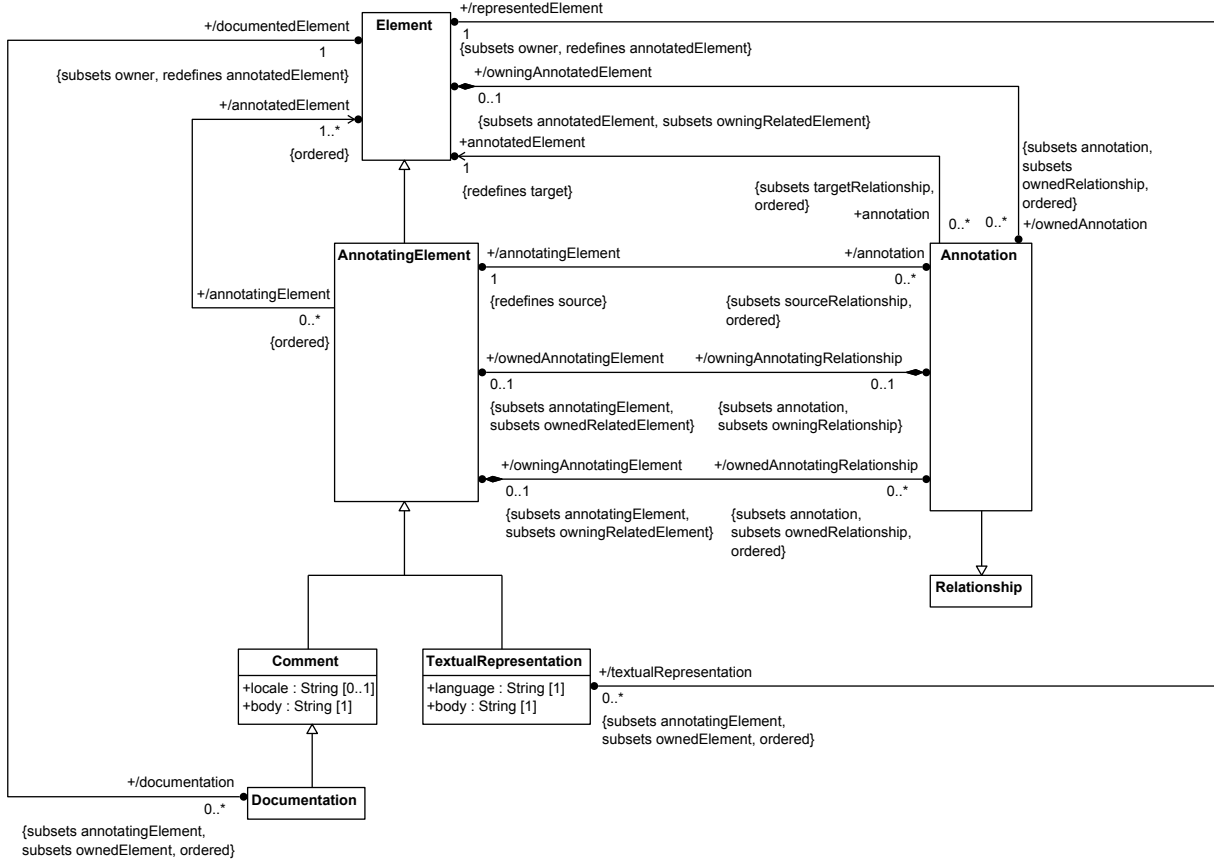 +/representedElement
Element
+/documentedElement
1
1
{subsets owner, redefines annotatedElement}
{subsets owner, redefines annotatedElement}
+/owningAnnotatedElement
0..1
{subsets annotatedElement, subsets owningRelatedElement}
+/annotatedElement
1..*
{ordered}
+annotatedElement
1
{redefines target}
{subsets annotation,
subsets
ownedRelationship,
ordered}
{subsets targetRelationship,
ordered}
+annotation
0..*
0..*
+/ownedAnnotation
AnnotatingElement
+/annotatingElement
1
{redefines source}
+/annotation
0..*
{subsets sourceRelationship,
ordered}
Annotation
+/annotatingElement
0..*
{ordered}
+/ownedAnnotatingElement
0..1
{subsets annotatingElement,
subsets ownedRelatedElement}
+/owningAnnotatingRelationship
0..1
{subsets annotation,
subsets owningRelationship}
+/owningAnnotatingElement
0..1
{subsets annotatingElement,
subsets owningRelatedElement}
+/ownedAnnotatingRelationship
0..*
{subsets annotation,
subsets ownedRelationship,
ordered}
Relationship
Comment
+locale : String [0..1]
+body : String [1]
TextualRepresentation
+language : String [1]
+body : String [1]
+/textualRepresentation
0..*
{subsets annotatingElement,
subsets ownedElement, ordered}
+/documentation
0..*
Documentation
{subsets annotatingElement,
subsets ownedElement, ordered}